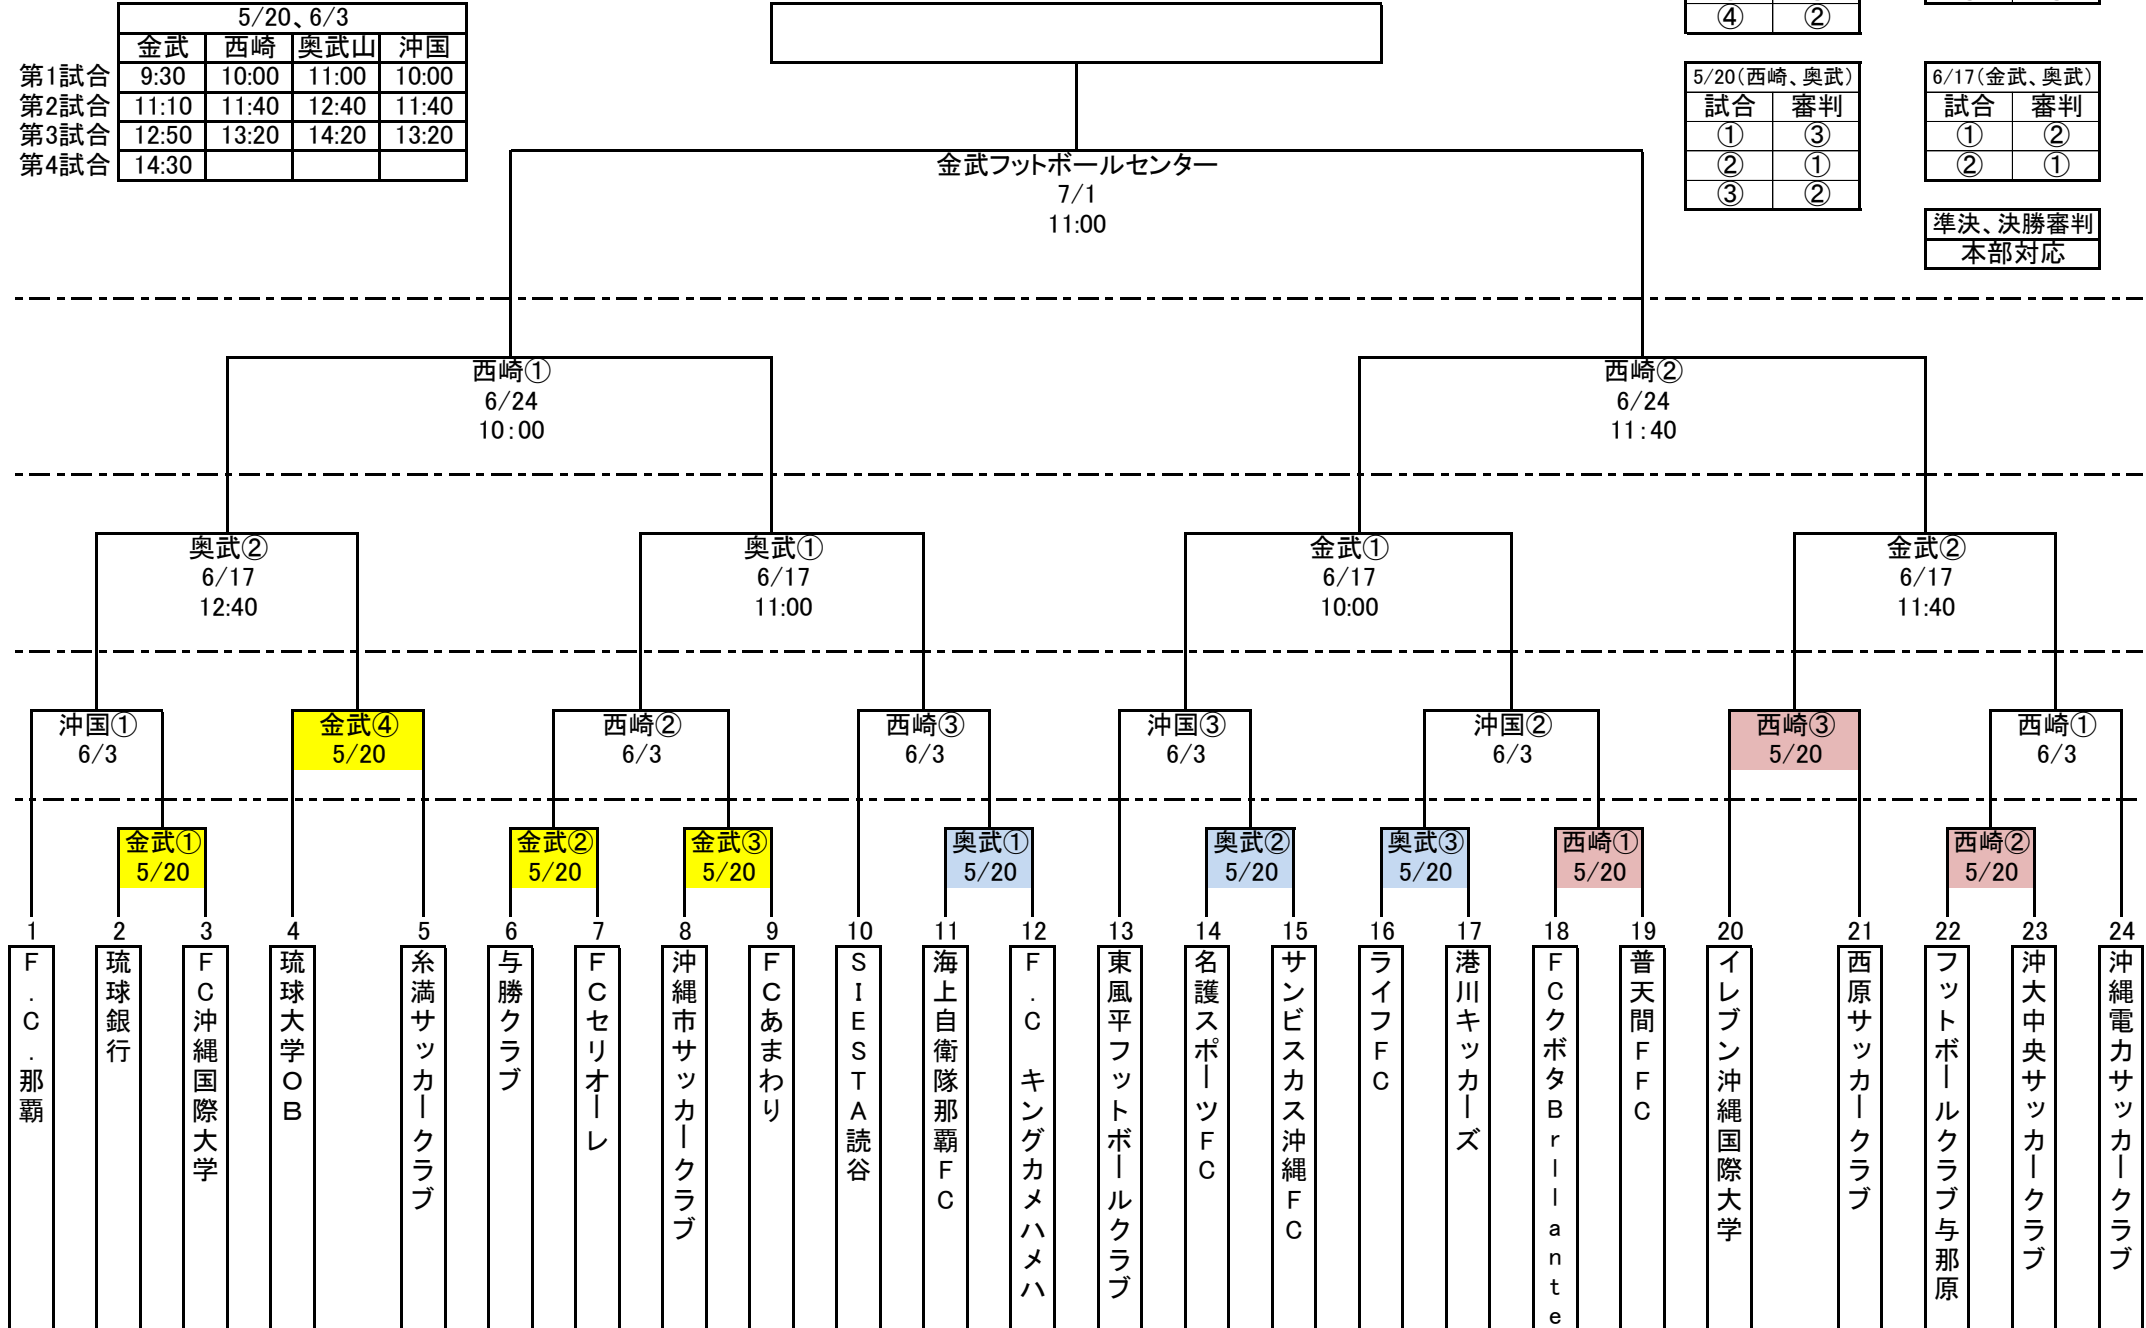 5/20、6/3
金武 西崎 奥武山 沖国
第1試合 9:30 10:00 11:00 10:00
第2試合 11:10 11:40 12:40 11:40
第3試合 12:50 13:20 14:20 13:20
第4試合 14:30
④ ②
5/20(西崎、奥武)
試合 審判
① ③
② ①
③ ②
6/17(金武、奥武)
試合 審判
① ②
② ①
準決、決勝審判
本部対応
金武フットボールセンター
7/1
11:00
西崎①
6/24
10:00
西崎②
6/24
11:40
奥武②
6/17
12:40
奥武①
6/17
11:00
金武①
6/17
10:00
金武②
6/17
11:40
沖国①
6/3
金武④
5/20
西崎②
6/3
西崎③
6/3
沖国③
6/3
沖国②
6/3
西崎③
5/20
西崎①
6/3
金武①
5/20
金武②
5/20
金武③
5/20
奥武①
5/20
奥武②
5/20
奥武③
5/20
西崎①
5/20
西崎②
5/20
1
F.C.那覇
2
琉球銀行
3
FC沖縄国際大学
4
琉球大学OB
5
糸満サッカークラブ
6
与勝クラブ
7
FCセリオーレ
8
沖縄市サッカークラブ
9
FCあまわり
10
SIESTA読谷
11
海上自衛隊那覇FC
12
F.C キングカメハメハ
13
東風平フットボールクラブ
14
名護スポーツFC
15
サンビスカス沖縄FC
16
ライフFC
17
港川キッカーズ
18
FCクボタBrllante
19
普天間FFC
20
イレブン沖縄国際大学
21
西原サッカークラブ
22
フットボールクラブ与那原
23
沖大中央サッカークラブ
24
沖縄電力サッカークラブ